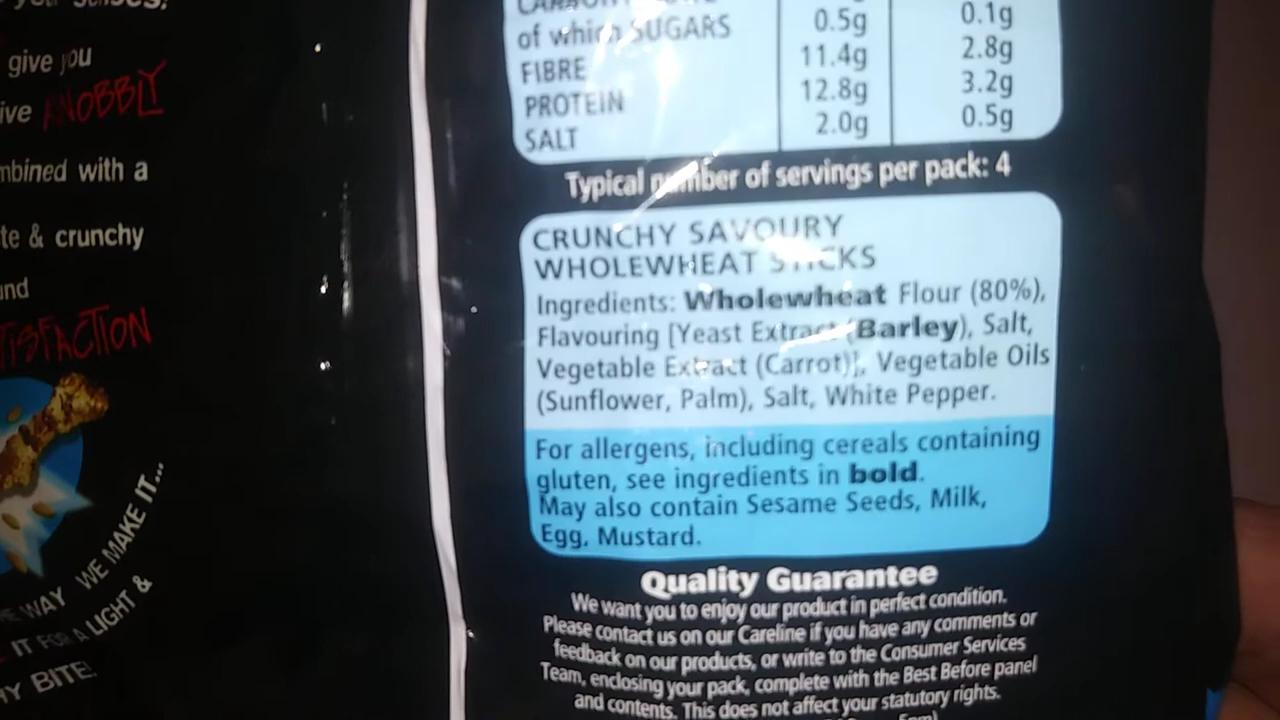 give you
KNOBBLY
with a
& crunchy
of which SUGARS 0.5g 0.1g
FIBRE 11.4g 2.8g
PROTEIN 12.8g 3.2g
SALT 2.0g 0.5g
Typical number of servings per pack: 4
CRUNCHY SAVOURY
WHOLEWHEAT STICKS
Ingredients: Wholewheat Flour (80%),
Flavouring [Yeast Extract (Barley), Salt,
Vegetable Extract (Carrot)], Vegetable Oils
(Sunflower, Palm), Salt, White Pepper.
For allergens, including cereals containing
gluten, see ingredients in bold.
May also contain Sesame Seeds, Milk,
Egg, Mustard.
Quality Guarantee
We want you to enjoy our product in perfect condition.
Please contact us on our Careline if you have any comments or
feedback on our products, or write to the Consumer Services
Team, enclosing your pack, complete with the Best Before panel
and contents. This does not affect your statutory rights.
WAY WE MAKE IT...
IT FOR A LIGHT &
BITE!